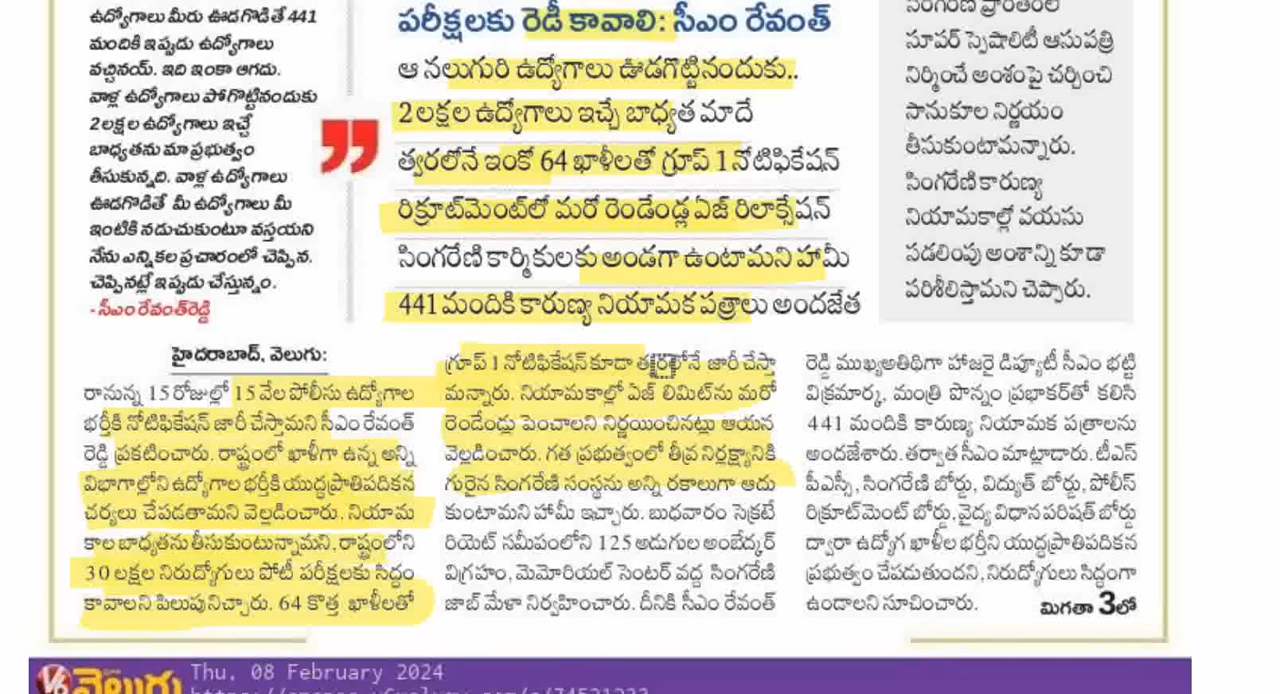 ఉద్యోగాలు మీరు ఊడగొడితే 441
మందికి ఇప్పడు ఉద్యోగాలు
వచ్చినయ్. ఇది ఇంకా ఆగదు.
వాళ్ల ఉద్యోగాలు పోగొట్టినందుకు
2లక్షల ఉద్యోగాలు ఇచ్చే
బాధ్యతను మా ప్రభుత్వం
తీసుకున్నది. వాళ్ల ఉద్యోగాలు
ఊడగొడితే మీ ఉద్యోగాలు మీ
ఇంటికి నడుచుకుంటూ వస్తయని
నేను ఎన్నికల ప్రచారంలో చెప్పిన.
చెప్పినట్లే ఇప్పుడు చేస్తున్నం.
- సీఎం రేవంత్‌రెడ్డి
పరీక్షలకు రెడీ కావాలి: సీఎం రేవంత్
ఆ నలుగురి ఉద్యోగాలు ఊడగొట్టినందుకు..
2 లక్షల ఉద్యోగాలు ఇచ్చే బాధ్యత మాదే
త్వరలోనే ఇంకో 64 ఖాళీలతో గ్రూప్ 1 నోటిఫికేషన్
రిక్రూట్‌మెంట్‌లో మరో రెండేండ్ల ఏజ్ రిలాక్సేషన్
సింగరేణి కార్మికులకు అండగా ఉంటామని హామీ
441 మందికి కారుణ్య నియామక పత్రాలు అందజేత
సింగరేణి ప్రాంతంలో
సూపర్ స్పెషాలిటీ ఆసుపత్రి
నిర్మించే అంశంపై చర్చించి
సానుకూల నిర్ణయం
తీసుకుంటామన్నారు.
సింగరేణి కారుణ్య
నియామకాల్లో వయసు
సడలింపు అంశాన్ని కూడా
పరిశీలిస్తామని చెప్పారు.
హైదరాబాద్, వెలుగు:
రానున్న 15 రోజుల్లో 15 వేల పోలీసు ఉద్యోగాల
భర్తీకి నోటిఫికేషన్ జారీ చేస్తామని సీఎం రేవంత్
రెడ్డి ప్రకటించారు. రాష్ట్రంలో ఖాళీగా ఉన్న అన్ని
విభాగాల్లోని ఉద్యోగాల భర్తీకి యుద్ధప్రాతిపదికన
చర్యలు చేపడతామని వెల్లడించారు. నియామ
కాల బాధ్యతను తీసుకుంటున్నామని, రాష్ట్రంలోని
30 లక్షల నిరుద్యోగులు పోటీ పరీక్షలకు సిద్ధం
కావాలని పిలుపునిచ్చారు. 64 కొత్త ఖాళీలతో
గ్రూప్ 1 నోటిఫికేషన్ కూడా త్వరలోనే జారీ చేస్తా
మన్నారు. నియామకాల్లో ఏజ్ లిమిట్‌ను మరో
రెండేండ్లు పెంచాలని నిర్ణయించినట్లు ఆయన
వెల్లడించారు. గత ప్రభుత్వంలో తీవ్ర నిర్లక్ష్యానికి
గురైన సింగరేణి సంస్థను అన్ని రకాలుగా ఆదు
కుంటామని హామీ ఇచ్చారు. బుధవారం సెక్రటే
రియెట్ సమీపంలోని 125 అడుగుల అంబేద్కర్
విగ్రహం, మెమోరియల్ సెంటర్ వద్ద సింగరేణి
జాబ్ మేళా నిర్వహించారు. దీనికి సీఎం రేవంత్
రెడ్డి ముఖ్యఅతిథిగా హాజరై డిప్యూటీ సీఎం భట్టి
విక్రమార్క, మంత్రి పొన్నం ప్రభాకర్‌తో కలిసి
441 మందికి కారుణ్య నియామక పత్రాలను
అందజేశారు. తర్వాత సీఎం మాట్లాడారు. టీఎస్
పీఎస్సీ, సింగరేణి బోర్డు, విద్యుత్ బోర్డు, పోలీస్
రిక్రూట్‌మెంట్ బోర్డు, వైద్య విధాన పరిషత్ బోర్డు
ద్వారా ఉద్యోగ ఖాళీల భర్తీని యుద్ధప్రాతిపదికన
ప్రభుత్వం చేపడుతుందని, నిరుద్యోగులు సిద్ధంగా
ఉండాలని సూచించారు.
మిగతా 3లో
V6 వెలుగు
Thu, 08 February 2024